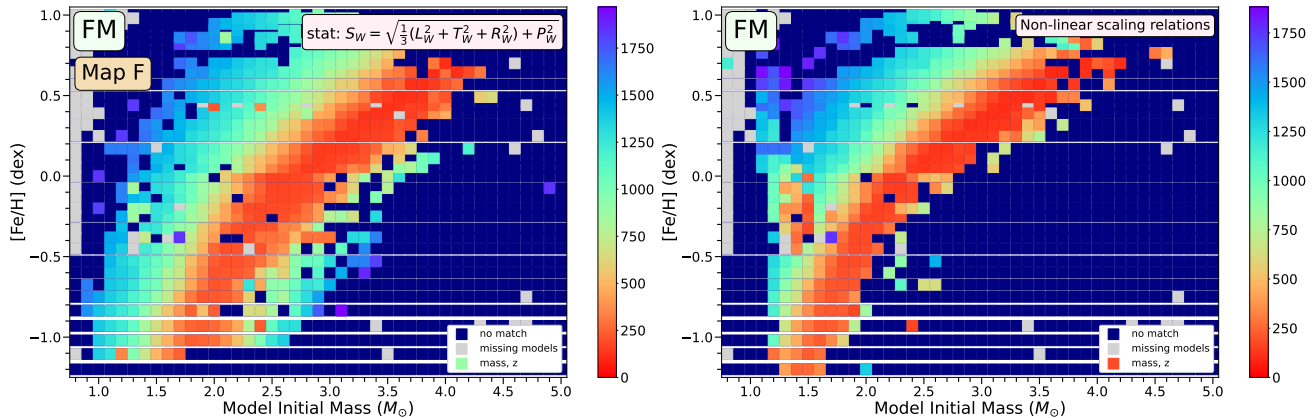 FM
stat: $S_W = \sqrt{\frac{1}{3}(L_W^2 + T_W^2 + R_W^2) + P_W^2}$
Map F
[Fe/H] (dex)
1.0
0.5
0.0
−0.5
−1.0
no match
missing models
mass, z
1.0 1.5 2.0 2.5 3.0 3.5 4.0 4.5 5.0
Model Initial Mass ($M_\odot$)
1750
1500
1250
1000
750
500
250
0
FM
Non-linear scaling relations
[Fe/H] (dex)
1.0
0.5
0.0
−0.5
−1.0
no match
missing models
mass, z
1.0 1.5 2.0 2.5 3.0 3.5 4.0 4.5 5.0
Model Initial Mass ($M_\odot$)
1750
1500
1250
1000
750
500
250
0